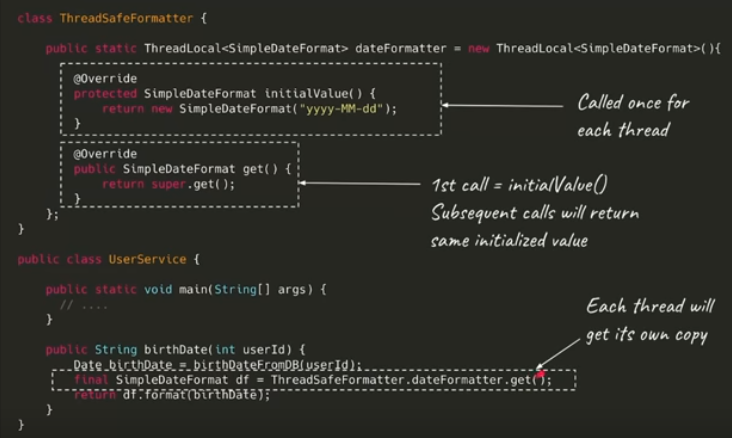 class ThreadSafeFormatter {
public static ThreadLocal<SimpleDateFormat> dateFormatter = new ThreadLocal<SimpleDateFormat>(){
@Override
protected SimpleDateFormat initialValue() {
return new SimpleDateFormat("yyyy-MM-dd");
}
Called once for
each thread
@Override
public SimpleDateFormat get() {
return super.get();
}
1st call = initialValue()
Subsequent calls will return
same initialized value
};
}
public class UserService {
public static void main(String[] args) {
// ....
}
Each thread will
get its own copy
public String birthDate(int userId) {
Date birthDate = birthDateFromDB(userId);
final SimpleDateFormat df = ThreadSafeFormatter.dateFormatter.get();
return df.format(birthDate);
}
}